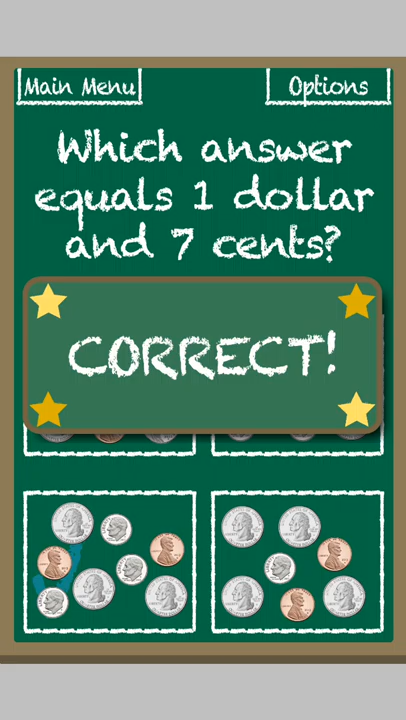 Main Menu
Options
Which answer
equals 1 dollar
and 7 cents?
CORRECT!